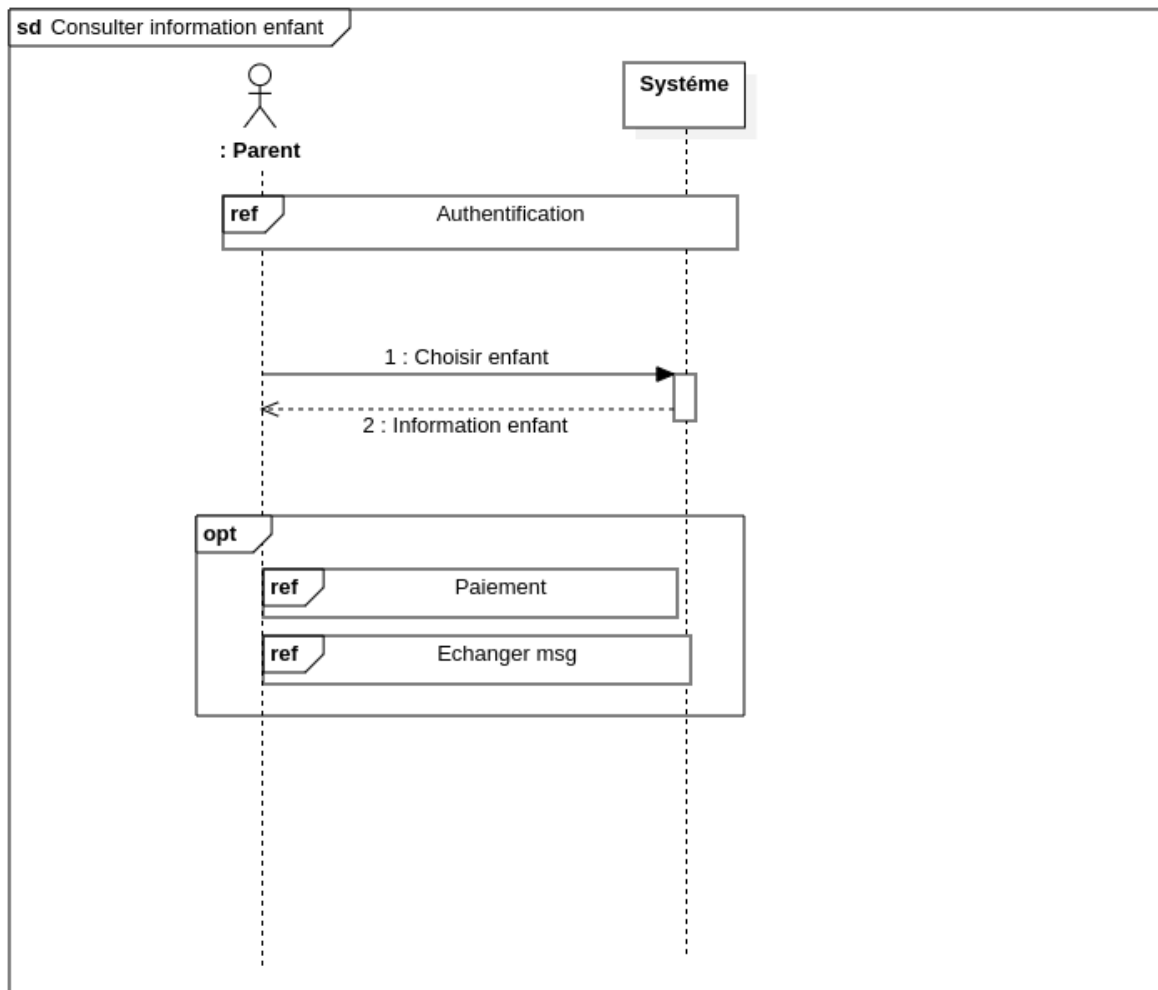 sd Consulter information enfant
Systéme
: Parent
ref Authentification
1 : Choisir enfant
2 : Information enfant
opt
ref Paiement
ref Echanger msg